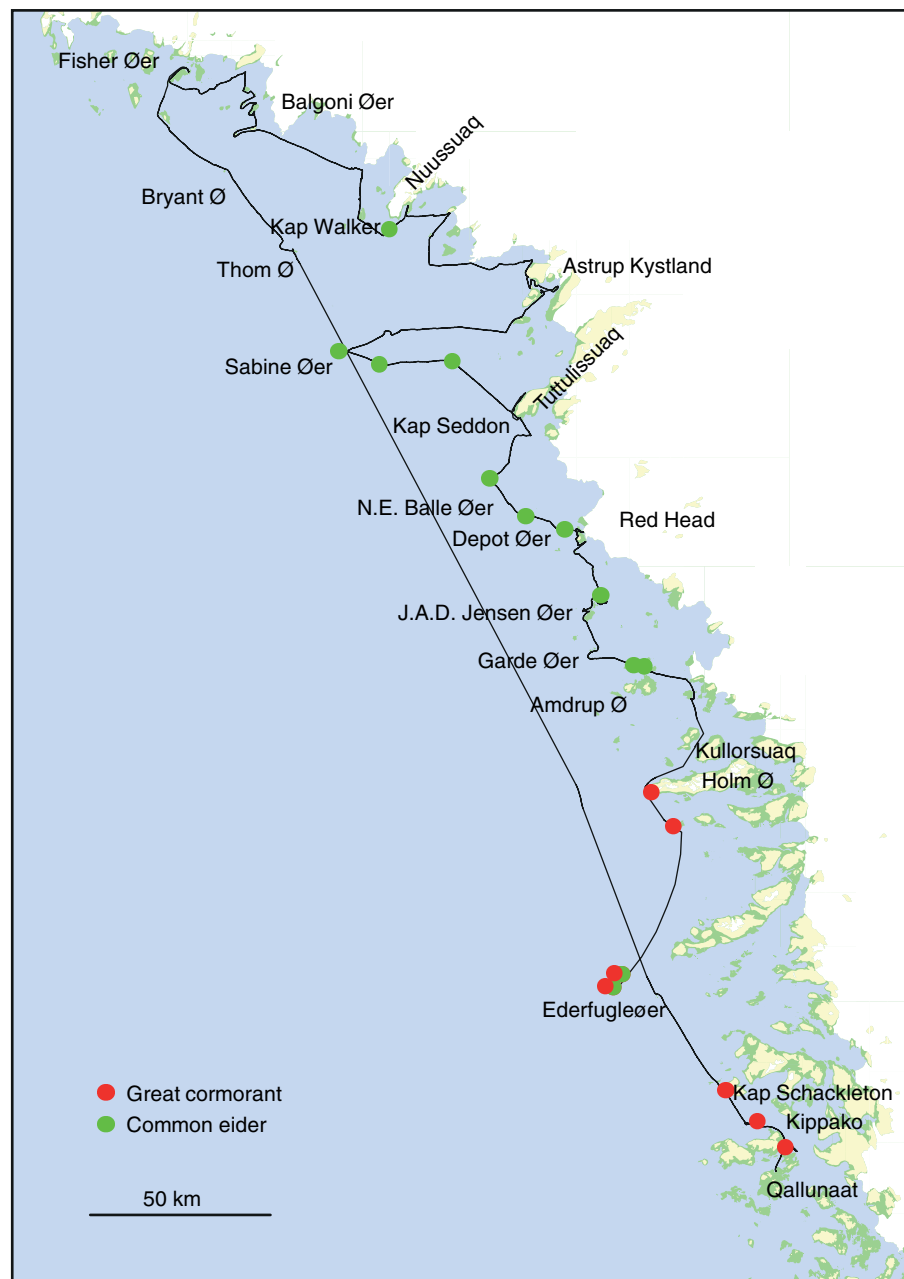 Fisher Øer
Balgoni Øer
Nuussuaq
Bryant Ø
Kap Walker
Thom Ø
Astrup Kystland
Sabine Øer
Tuttulissuaq
Kap Seddon
N.E. Balle Øer
Red Head
Depot Øer
J.A.D. Jensen Øer
Garde Øer
Amdrup Ø
Kullorsuaq
Holm Ø
Ederfugleøer
Kap Schackleton
Kippako
Qallunaat
Great cormorant
Common eider
50 km